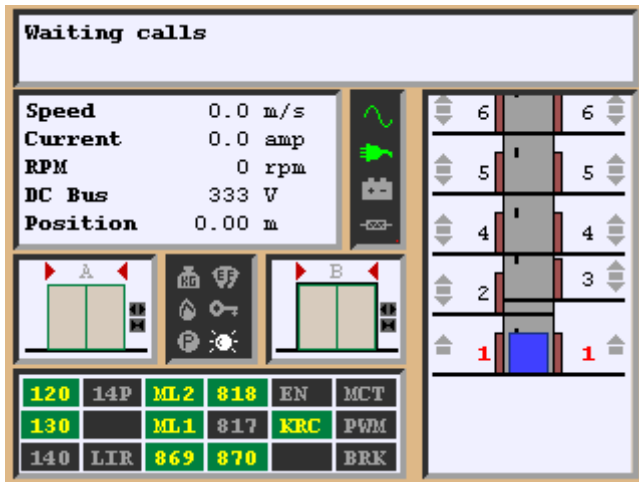 Waiting calls
Speed 0.0 m/s
Current 0.0 amp
RPM 0 rpm
DC Bus 333 V
Position 0.00 m
6 6
5 5
4 4
2 3
1 1
A
KG EF
P
B
120 14P ML2 818 EN MCT
130 ML1 817 KRC PWM
140 LIR 869 870 BRK